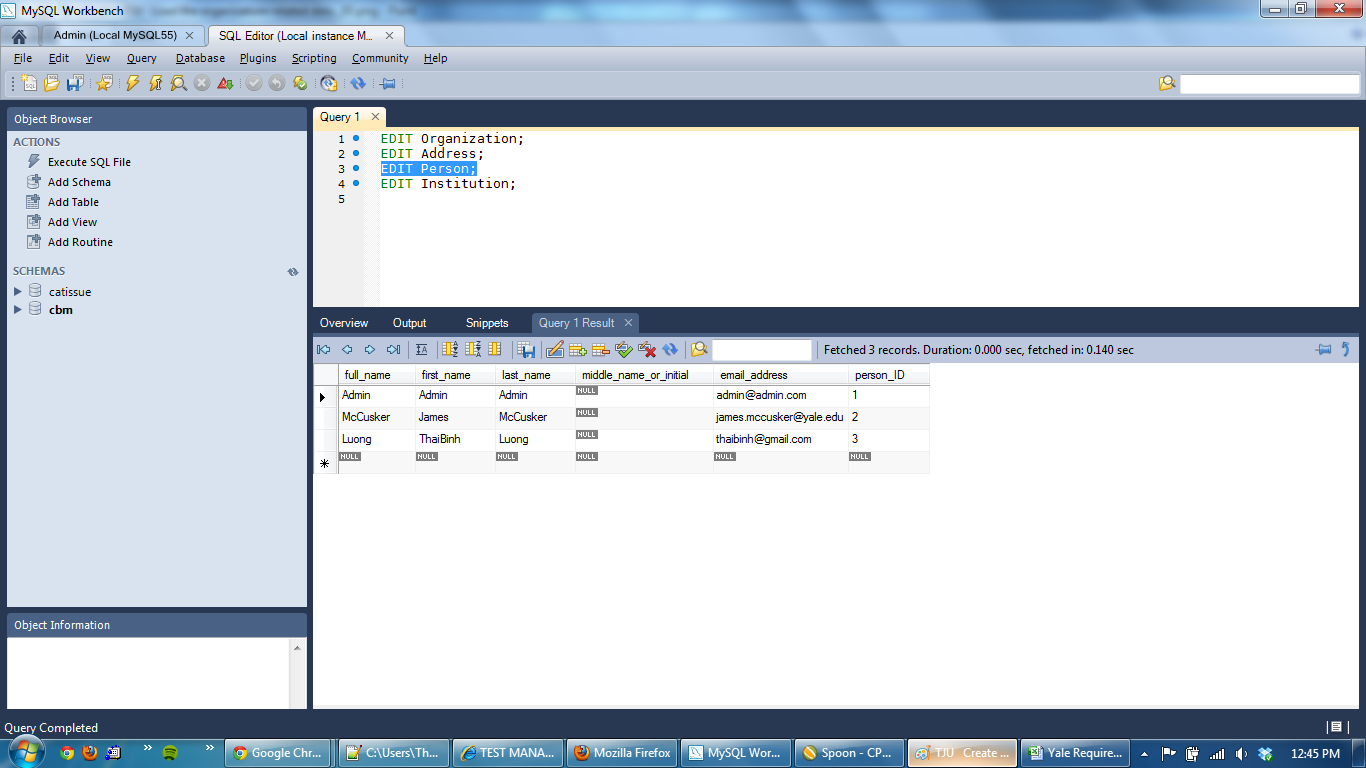 MySQL Workbench
Admin (Local MySQL55) SQL Editor (Local instance M...
File Edit View Query Database Plugins Scripting Community Help
Object Browser
ACTIONS
Execute SQL File
Add Schema
Add Table
Add View
Add Routine
SCHEMAS
catissue
cbm
Object Information
Query 1
1 EDIT Organization;
2 EDIT Address;
3 EDIT Person;
4 EDIT Institution;
5
Overview Output Snippets Query 1 Result
Fetched 3 records. Duration: 0.000 sec, fetched in: 0.140 sec
full_name first_name last_name middle_name_or_initial email_address person_ID
Admin Admin Admin NULL admin@admin.com 1
McCusker James McCusker NULL james.mccusker@yale.edu 2
Luong ThaiBinh Luong NULL thaibinh@gmail.com 3
NULL NULL NULL NULL NULL NULL
Query Completed
Google Chr... C:\Users\Th... TEST MANA... Mozilla Firefox MySQL Wor... Spoon - CP... TJU Create ... Yale Require... 12:45 PM